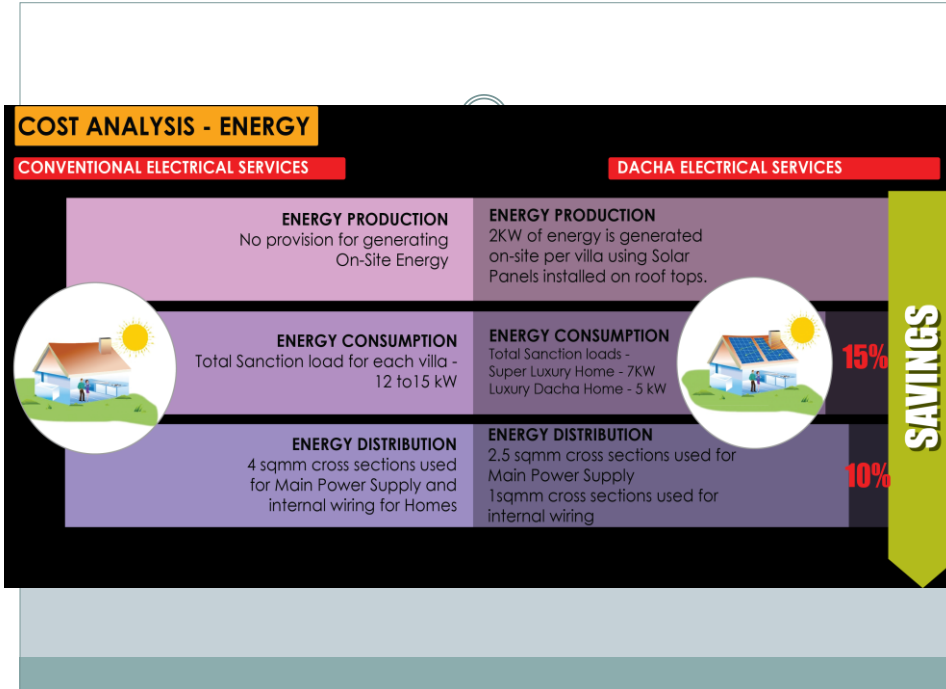 COST ANALYSIS - ENERGY
CONVENTIONAL ELECTRICAL SERVICES
DACHA ELECTRICAL SERVICES
ENERGY PRODUCTION
No provision for generating
On-Site Energy
ENERGY PRODUCTION
2KW of energy is generated
on-site per villa using Solar
Panels installed on roof tops.
ENERGY CONSUMPTION
Total Sanction load for each villa -
12 to15 kW
ENERGY CONSUMPTION
Total Sanction loads -
Super Luxury Home - 7KW
Luxury Dacha Home - 5 kW
15%
ENERGY DISTRIBUTION
4 sqmm cross sections used
for Main Power Supply and
internal wiring for Homes
ENERGY DISTRIBUTION
2.5 sqmm cross sections used for
Main Power Supply
1sqmm cross sections used for
internal wiring
10%
SAVINGS